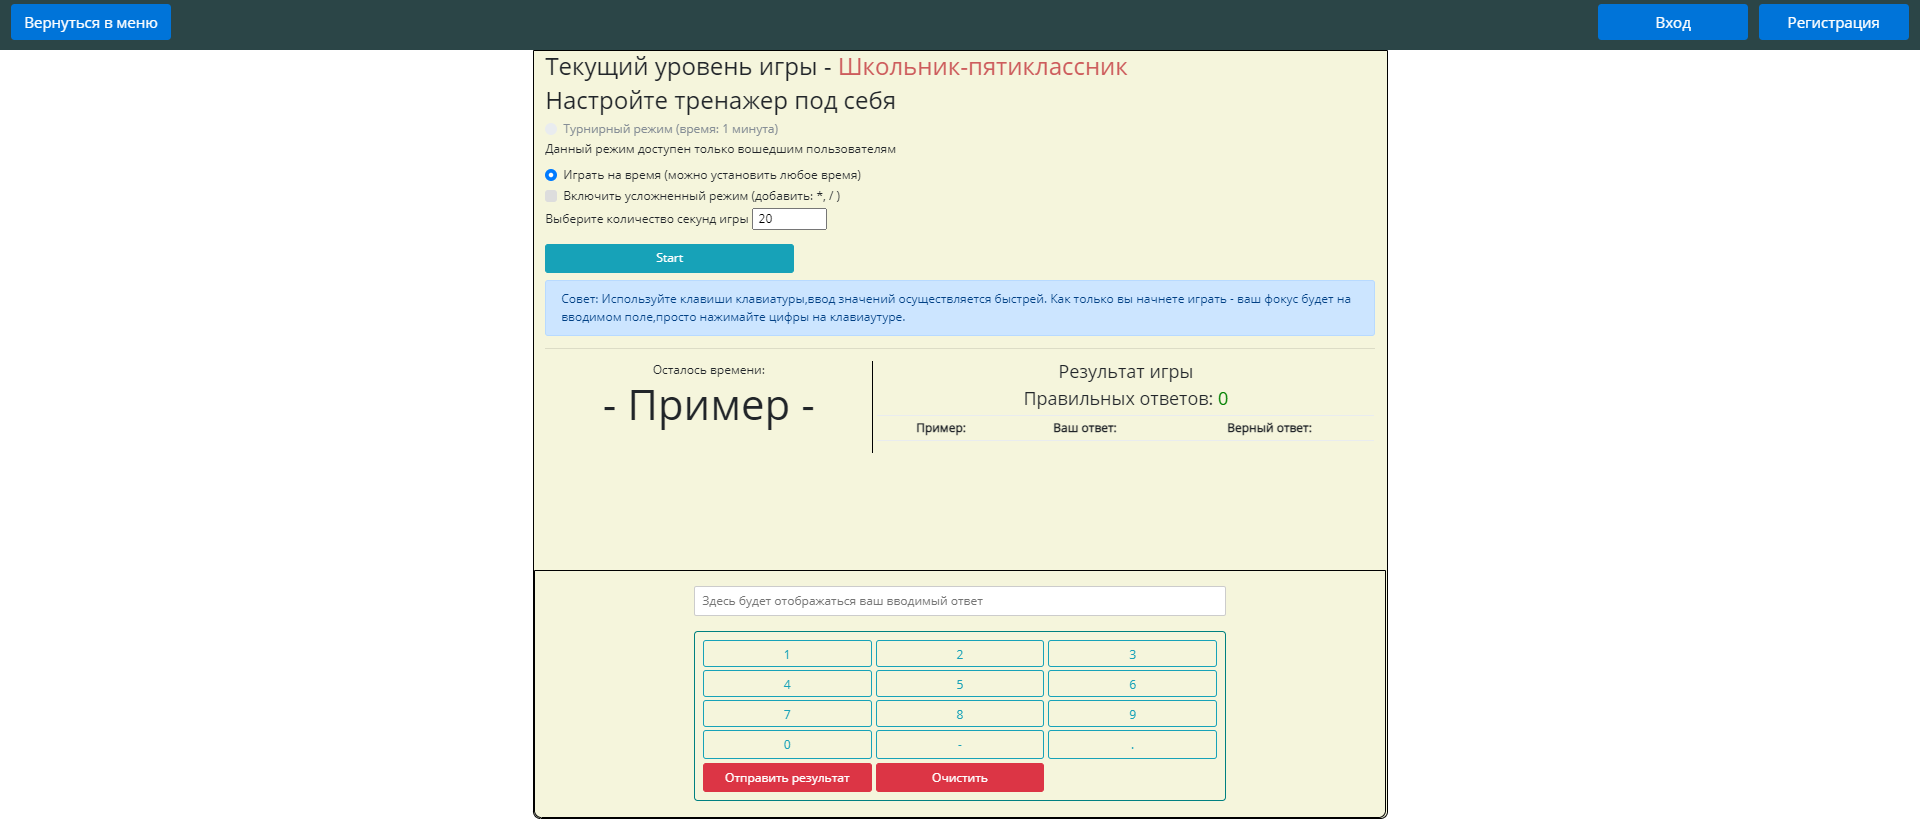 Вернуться в меню
Вход
Регистрация
Текущий уровень игры - Школьник-пятиклассник
Настройте тренажер под себя
Турнирный режим (время: 1 минута)
Данный режим доступен только вошедшим пользователям
Играть на время (можно установить любое время)
Включить усложненный режим (добавить: *, / )
Выберите количество секунд игры 20
Start
Совет: Используйте клавиши клавиатуры,ввод значений осуществляется быстрей. Как только вы начнете играть - ваш фокус будет на
вводимом поле,просто нажимайте цифры на клавиаутуре.
Осталось времени:
- Пример -
Результат игры
Правильных ответов: 0
Пример: Ваш ответ: Верный ответ:
Здесь будет отображаться ваш вводимый ответ
1 2 3
4 5 6
7 8 9
0 - .
Отправить результат Очистить